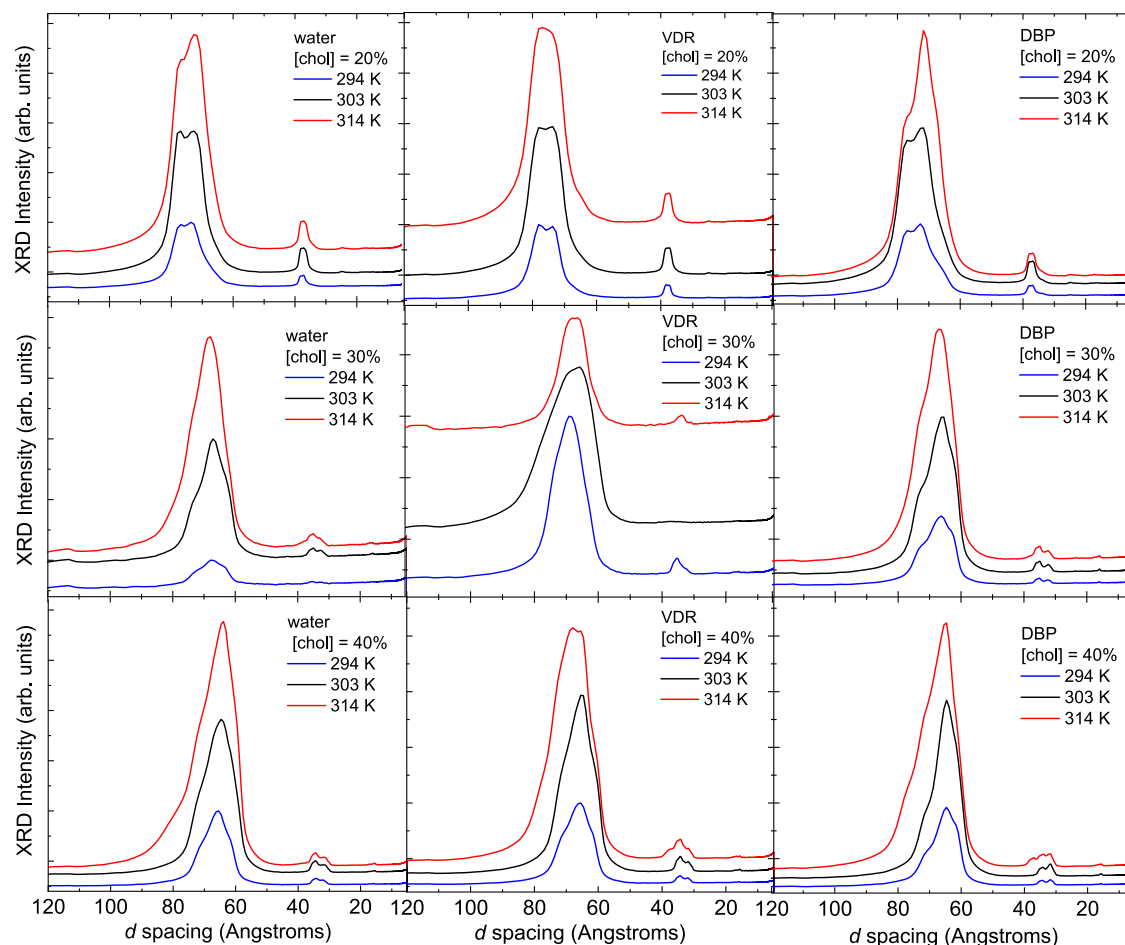 XRD Intensity (arb. units)
water
[chol] = 20%
294 K
303 K
314 K
VDR
[chol] = 20%
294 K
303 K
314 K
DBP
[chol] = 20%
294 K
303 K
314 K
XRD Intensity (arb. units)
water
[chol] = 30%
294 K
303 K
314 K
VDR
[chol] = 30%
294 K
303 K
314 K
DBP
[chol] = 30%
294 K
303 K
314 K
XRD Intensity (arb. units)
water
[chol] = 40%
294 K
303 K
314 K
VDR
[chol] = 40%
294 K
303 K
314 K
DBP
[chol] = 40%
294 K
303 K
314 K
120 100 80 60 40 20
120 100 80 60 40 20
120 100 80 60 40 20
d spacing (Angstroms)
d spacing (Angstroms)
d spacing (Angstroms)